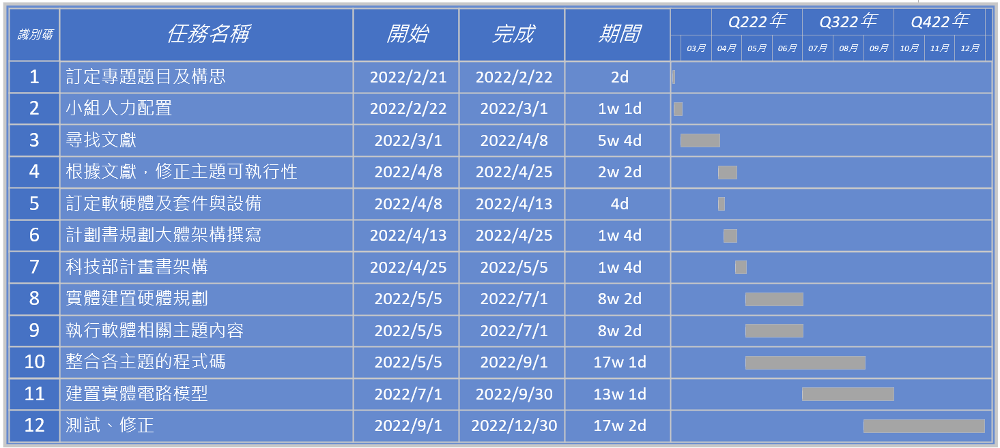 識別碼 任務名稱 開始 完成 期間 Q222年 Q322年 Q422年
03月 04月 05月 06月 07月 08月 09月 10月 11月 12月
1 訂定專題題目及構思 2022/2/21 2022/2/22 2d
2 小組人力配置 2022/2/22 2022/3/1 1w 1d
3 尋找文獻 2022/3/1 2022/4/8 5w 4d
4 根據文獻，修正主題可執行性 2022/4/8 2022/4/25 2w 2d
5 訂定軟硬體及套件與設備 2022/4/8 2022/4/13 4d
6 計劃書規劃大體架構撰寫 2022/4/13 2022/4/25 1w 4d
7 科技部計畫書架構 2022/4/25 2022/5/5 1w 4d
8 實體建置硬體規劃 2022/5/5 2022/7/1 8w 2d
9 執行軟體相關主題內容 2022/5/5 2022/7/1 8w 2d
10 整合各主題的程式碼 2022/5/5 2022/9/1 17w 1d
11 建置實體電路模型 2022/7/1 2022/9/30 13w 1d
12 測試、修正 2022/9/1 2022/12/30 17w 2d